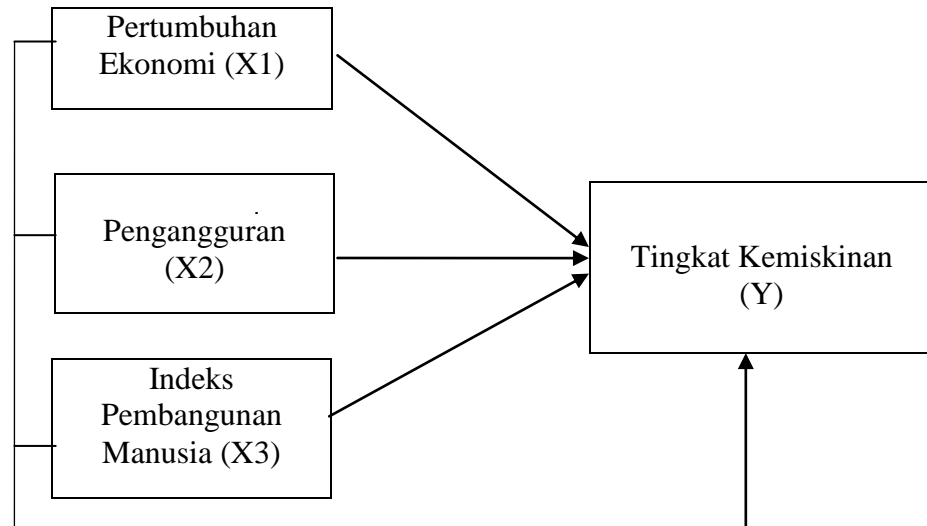 Pertumbuhan
Ekonomi (X1)
Pengangguran
(X2)
Indeks
Pembangunan
Manusia (X3)
Tingkat Kemiskinan
(Y)